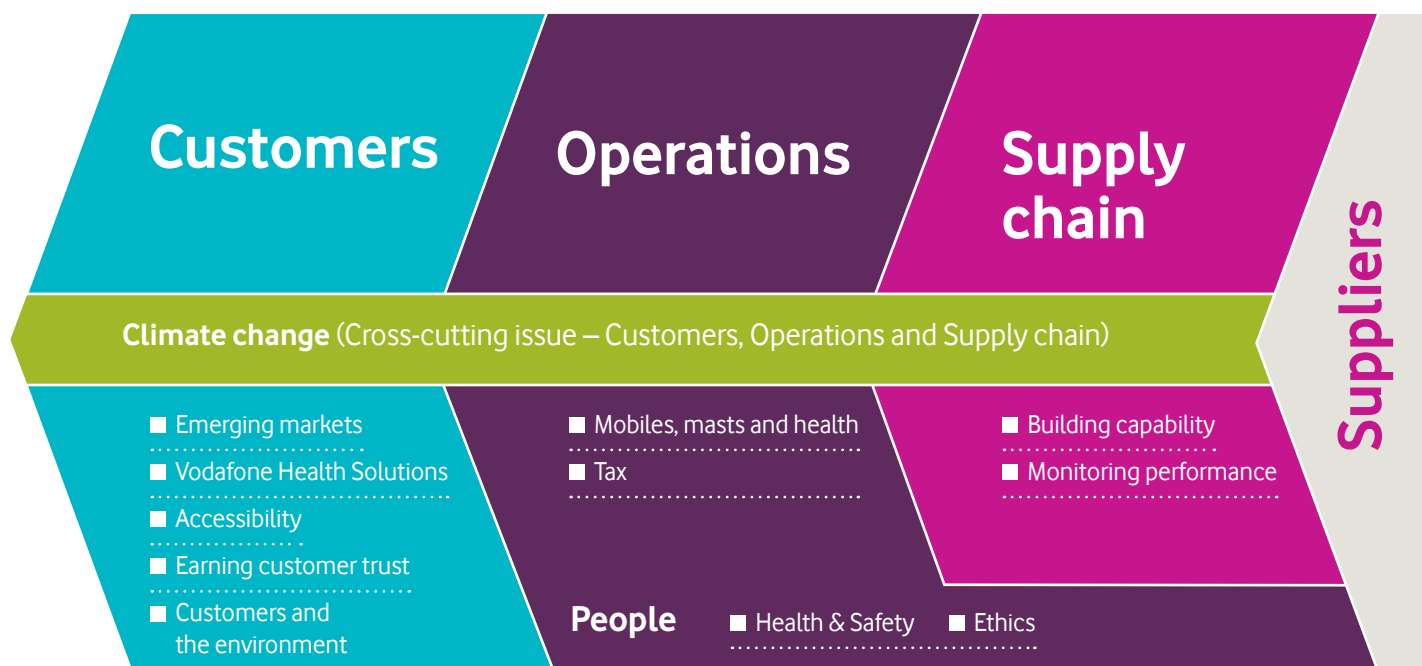 Customers
Operations
Supply
chain
Suppliers
Climate change (Cross-cutting issue – Customers, Operations and Supply chain)
Emerging markets
Vodafone Health Solutions
Accessibility
Earning customer trust
Customers and
the environment
Mobiles, masts and health
Tax
Building capability
Monitoring performance
People
Health & Safety
Ethics